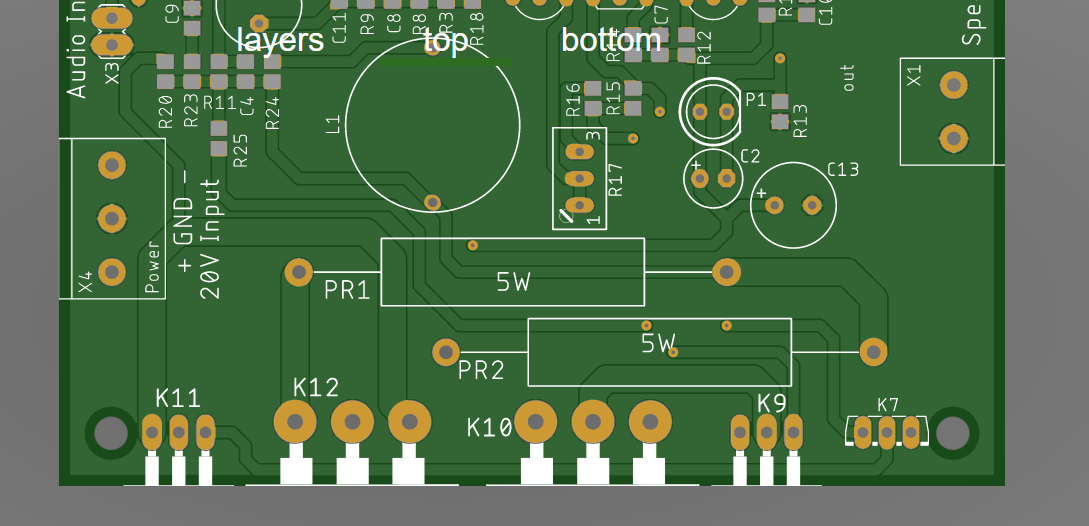 Audio In
X3
C9
C11
R9
C8
R8
R3
R18
C7
R12
Spe
layers top bottom
out
X1
R20
R23
R11
C4
R24
R25
L1
R16
R15
P1
R13
3
R17
1
+
C2
+
C13
X4
Power
+ GND -
20V Input
PR1
5W
5W
PR2
K11
K12
K10
K9
K7